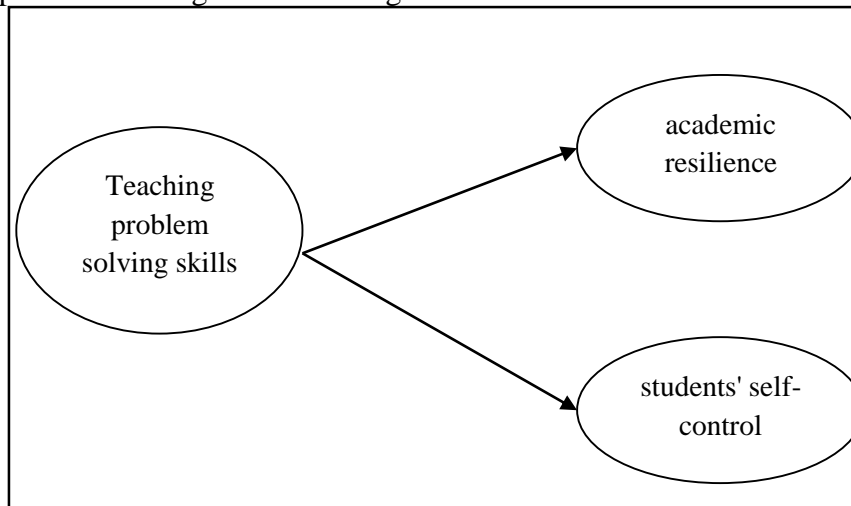 Teaching
problem
solving skills
academic
resilience
students' self-
control